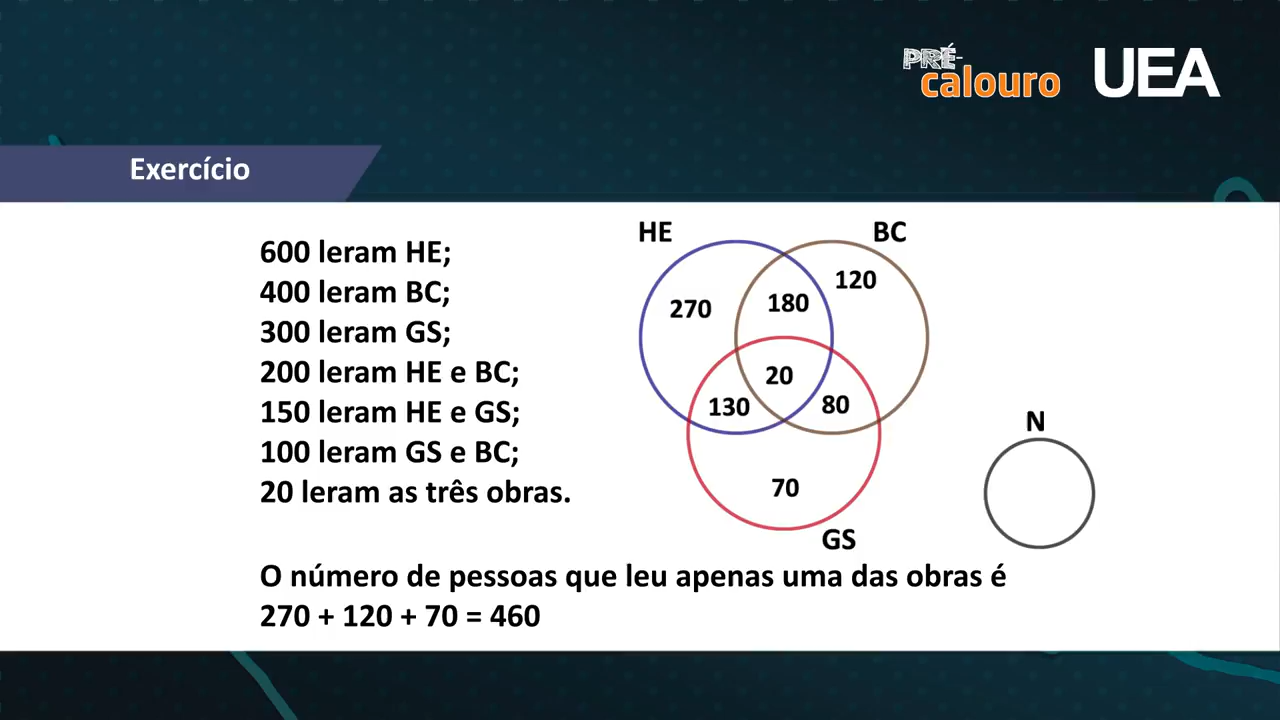 PRÉ-
calouro
UEA
Exercício
600 leram HE;
400 leram BC;
300 leram GS;
200 leram HE e BC;
150 leram HE e GS;
100 leram GS e BC;
20 leram as três obras.
HE
BC
270
180
120
20
130
80
70
GS
N
O número de pessoas que leu apenas uma das obras é
270 + 120 + 70 = 460